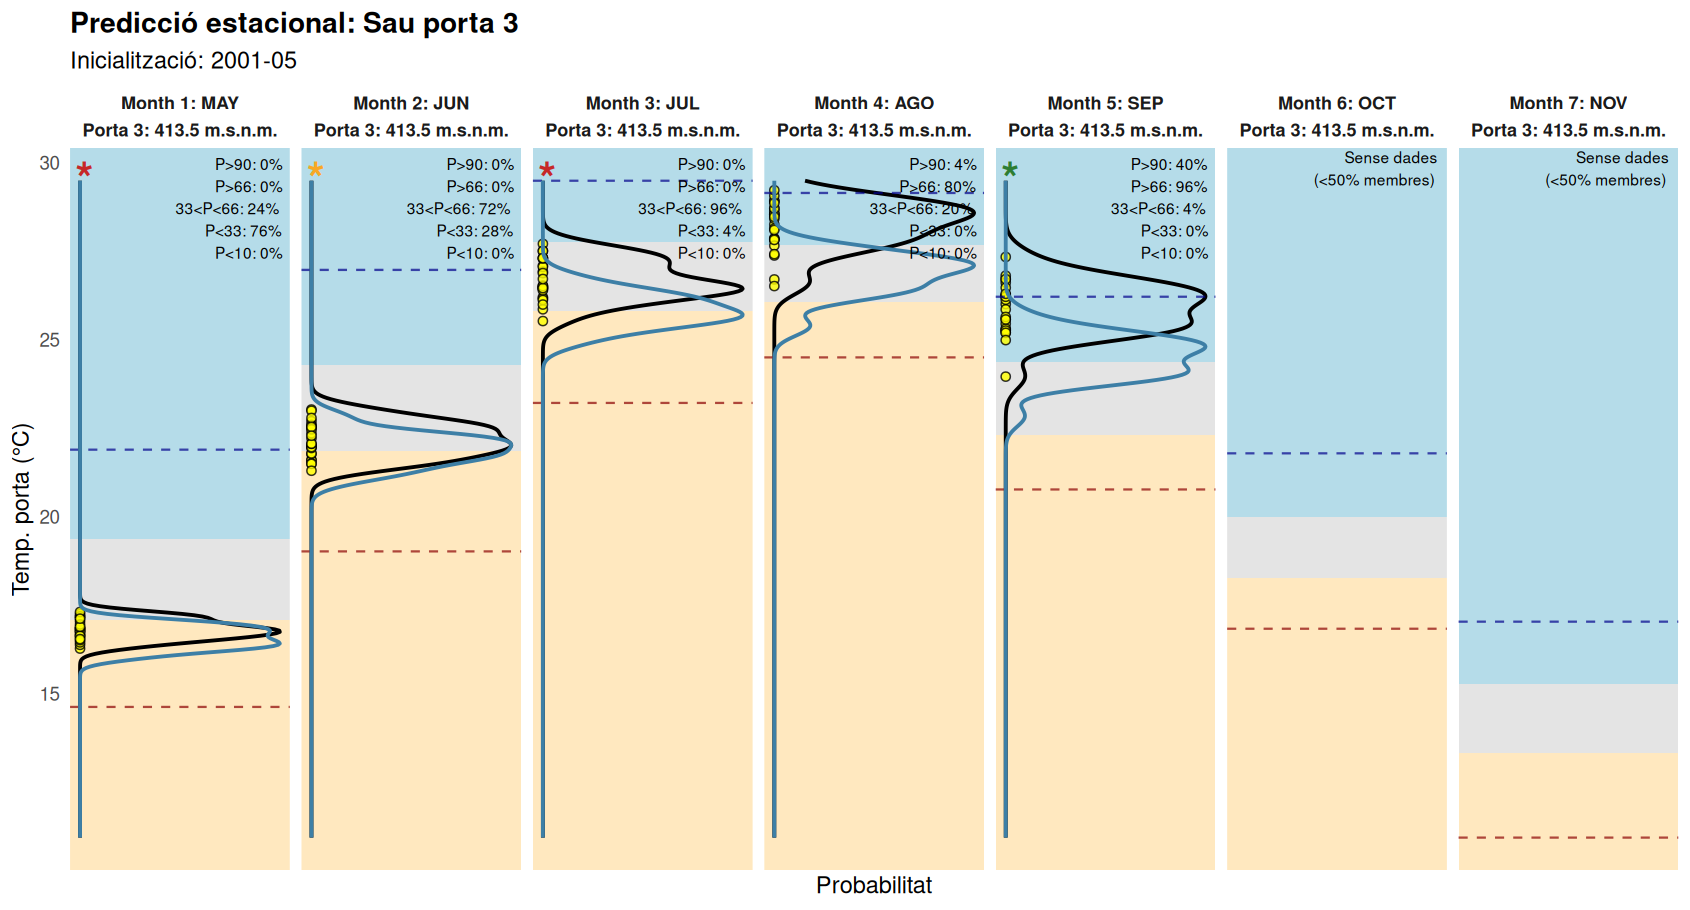 Predicció estacional: Sau porta 3
Inicialització: 2001-05
Month 1: MAY
Porta 3: 413.5 m.s.n.m.
Month 2: JUN
Porta 3: 413.5 m.s.n.m.
Month 3: JUL
Porta 3: 413.5 m.s.n.m.
Month 4: AGO
Porta 3: 413.5 m.s.n.m.
Month 5: SEP
Porta 3: 413.5 m.s.n.m.
Month 6: OCT
Porta 3: 413.5 m.s.n.m.
Month 7: NOV
Porta 3: 413.5 m.s.n.m.
Temp. porta (°C)
30
25
20
15
*
P>90: 0%
P>66: 0%
33<P<66: 24%
P<33: 76%
P<10: 0%
*
P>90: 0%
P>66: 0%
33<P<66: 72%
P<33: 28%
P<10: 0%
*
P>90: 0%
P>66: 0%
33<P<66: 96%
P<33: 4%
P<10: 0%
P>90: 4%
P>66: 80%
33<P<66: 20%
P<33: 0%
P<10: 0%
*
P>90: 40%
P>66: 96%
33<P<66: 4%
P<33: 0%
P<10: 0%
Sense dades
(<50% membres)
Sense dades
(<50% membres)
Probabilitat